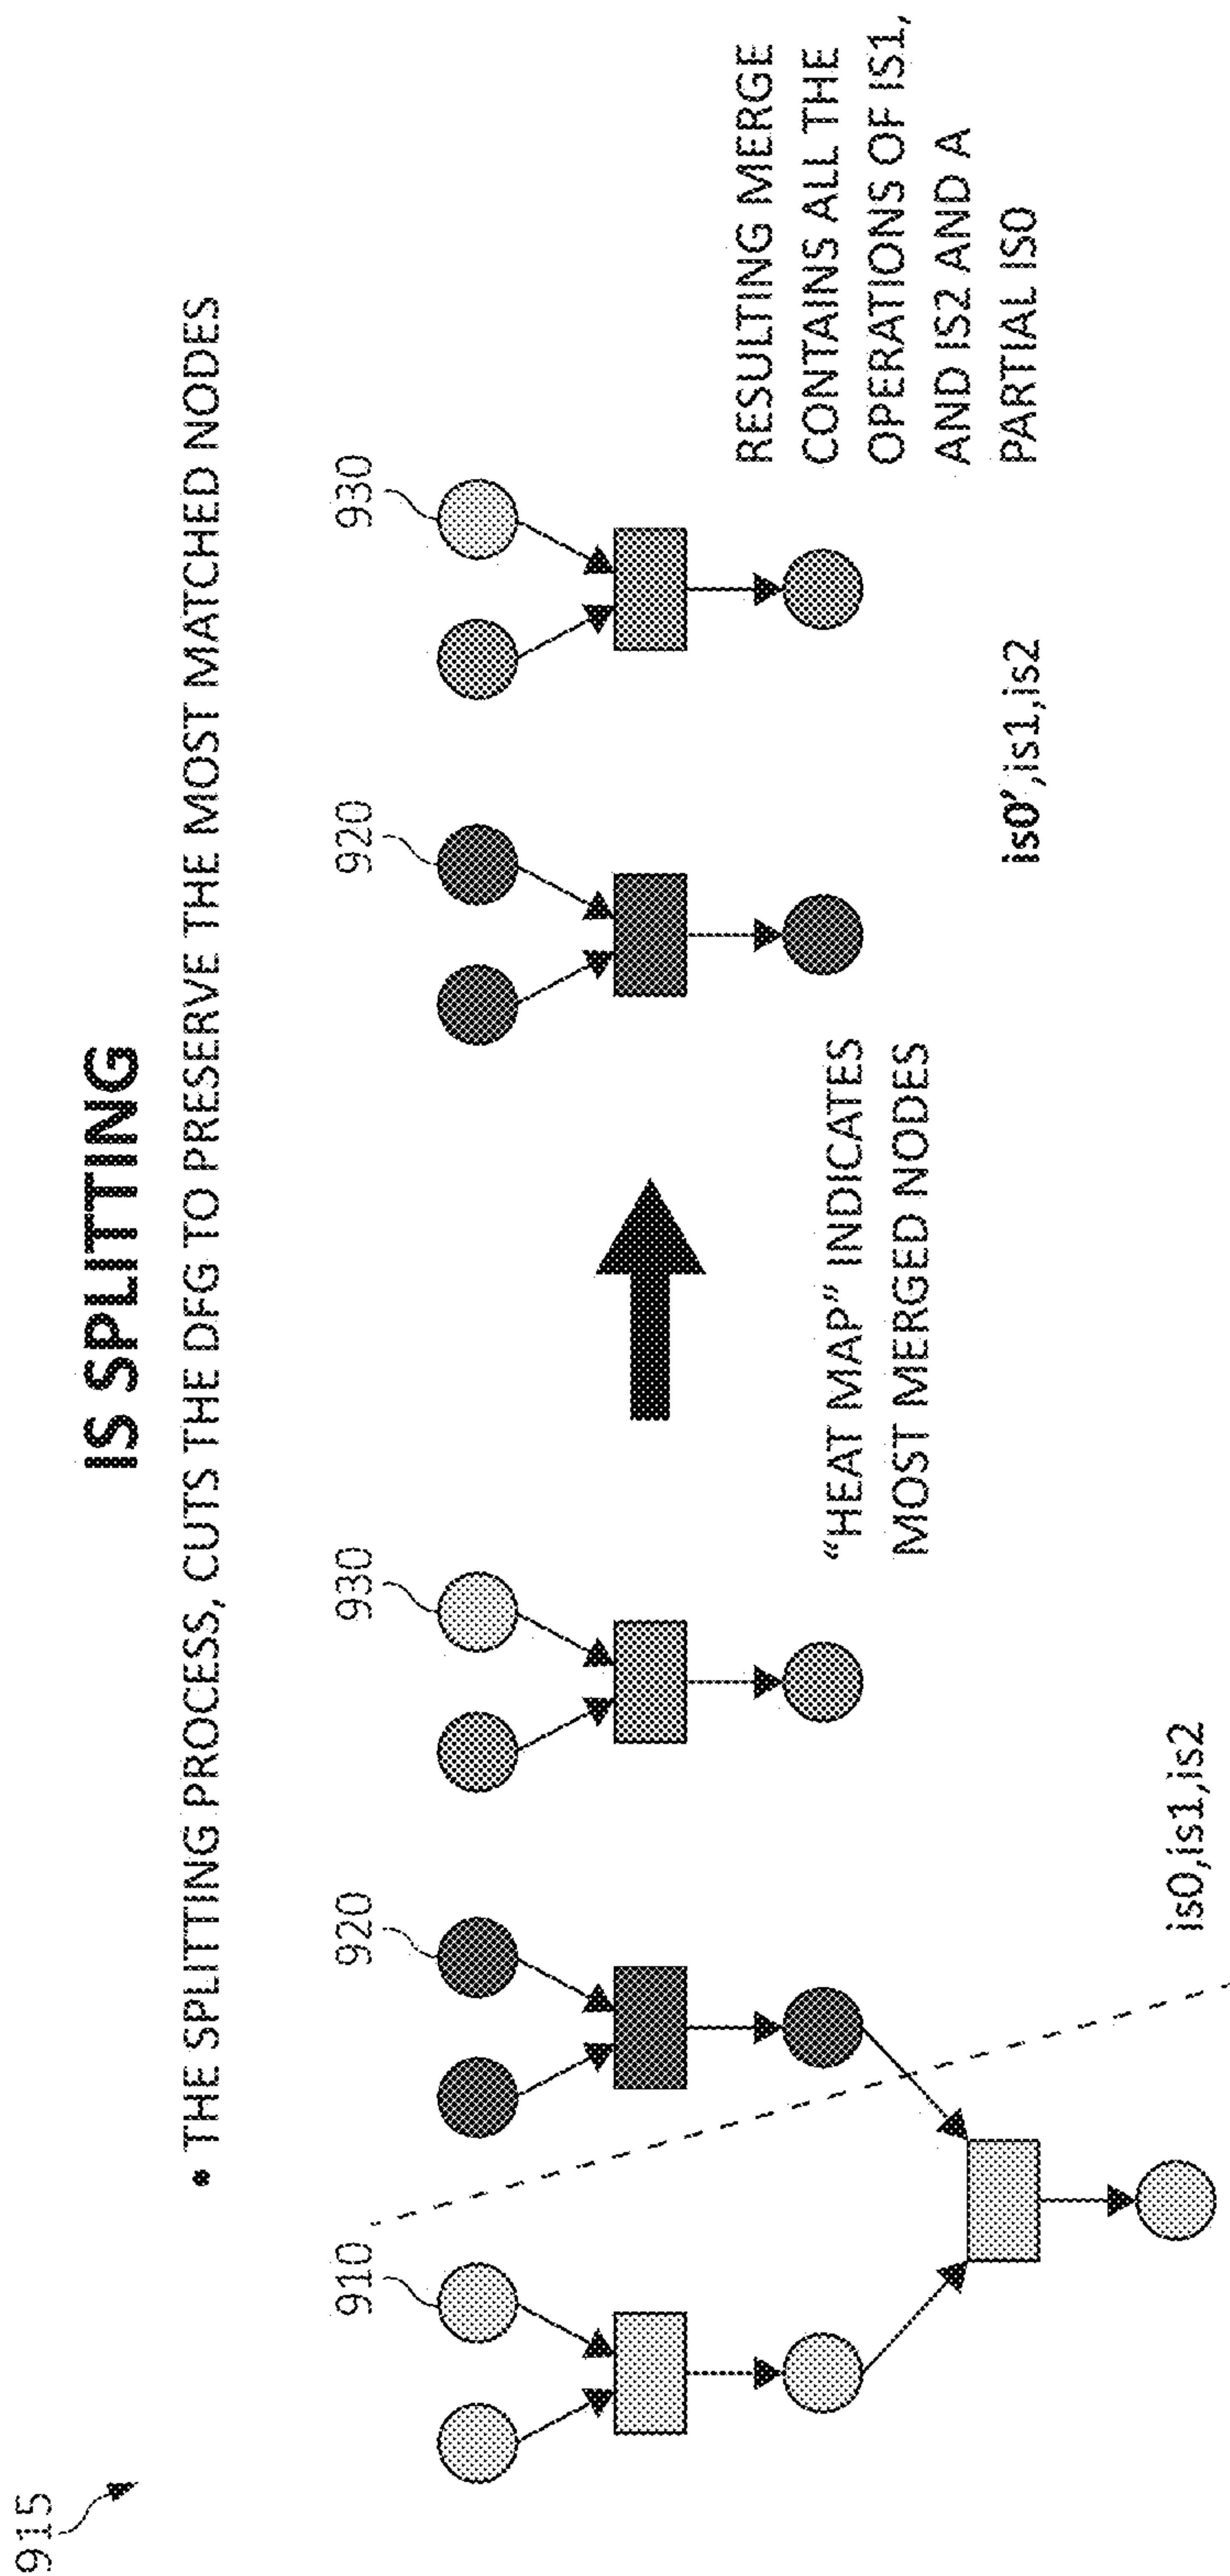 915
iS SPLITTING
• THE SPLITTING PROCESS, CUTS THE DFG TO PRESERVE THE MOST MATCHED NODES
910
920
930
920
930
"HEAT MAP" INDICATES
MOST MERGED NODES
RESULTING MERGE
CONTAINS ALL THE
OPERATIONS OF IS1,
AND IS2 AND A
PARTIAL IS0
is0,is1,is2
is0',is1,is2